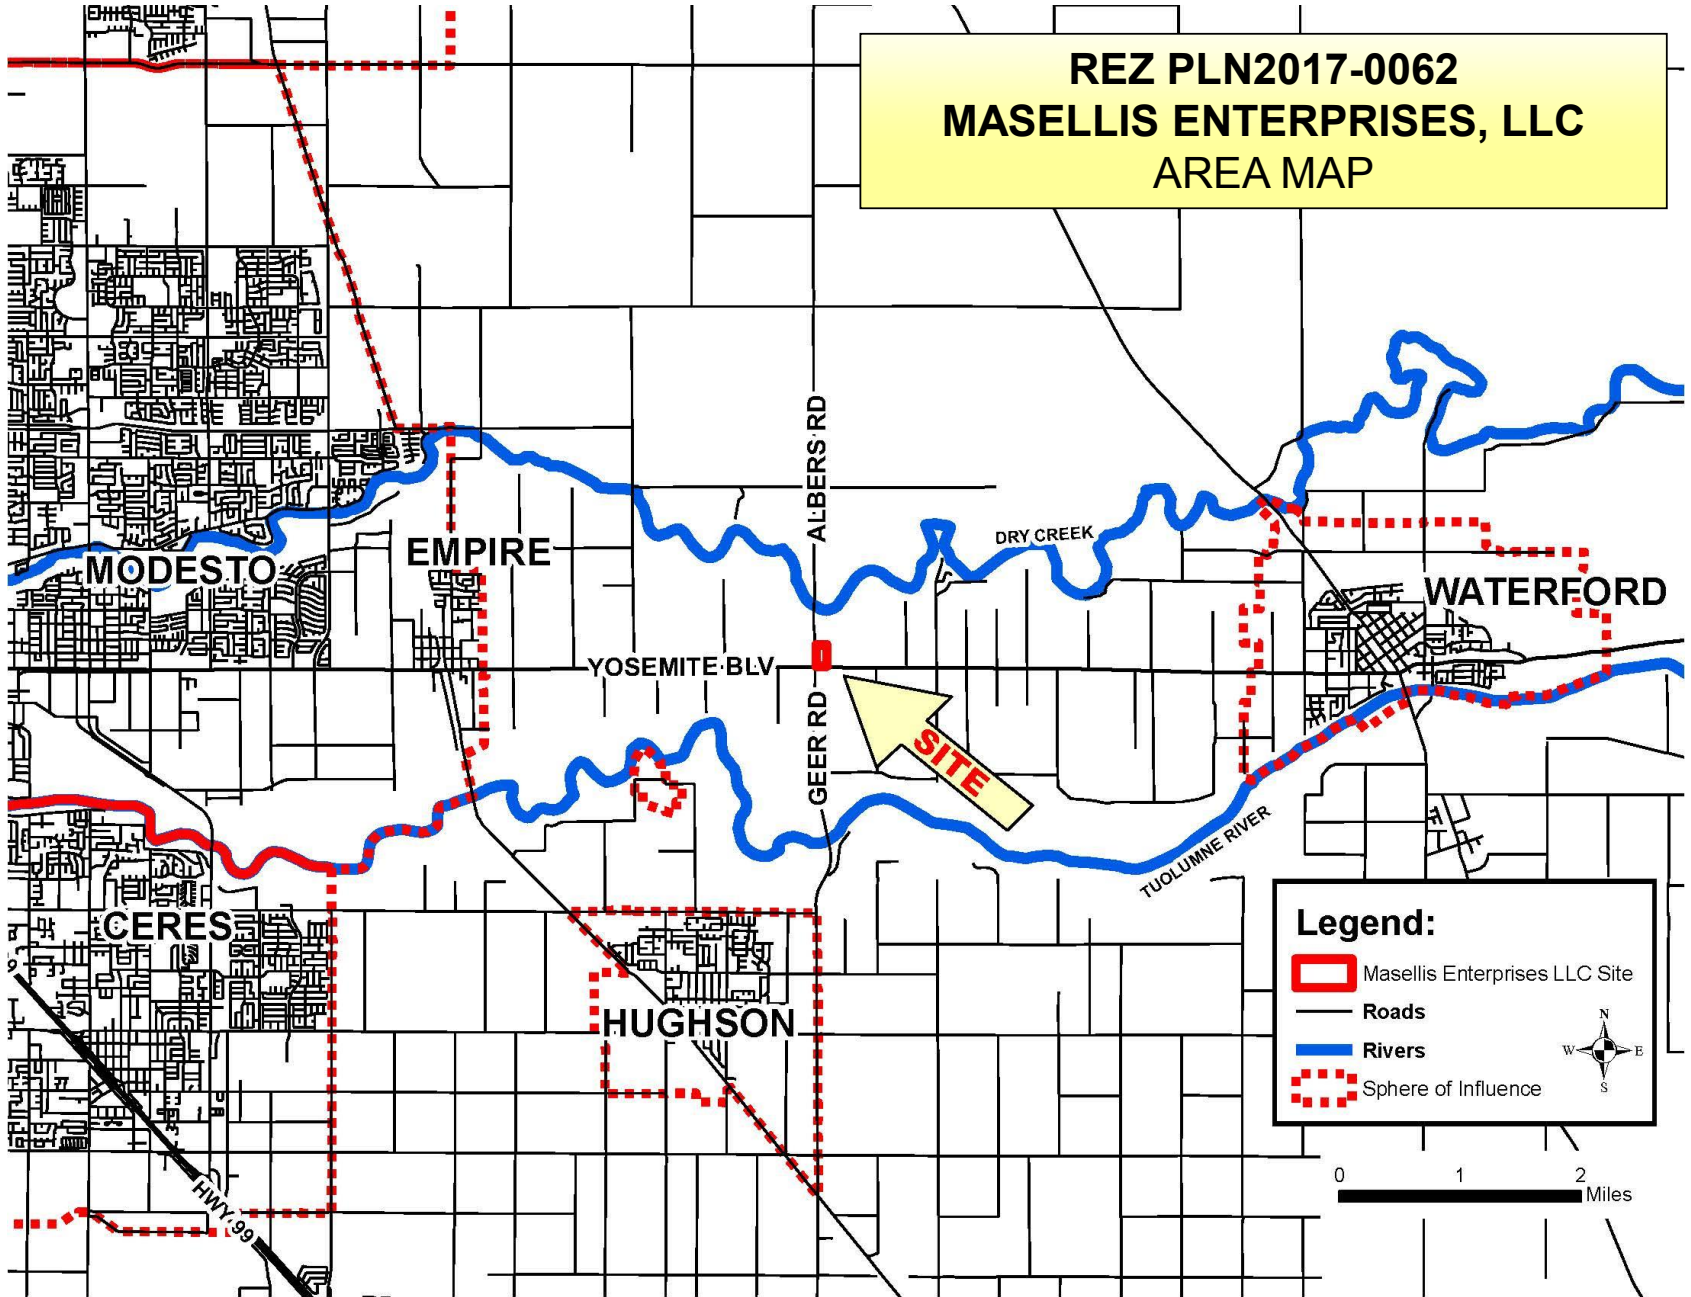 REZ PLN2017-0062
MASELLIS ENTERPRISES, LLC
AREA MAP
ALBERS RD
DRY CREEK
EMPIRE
MODESTO
WATERFORD
YOSEMITE BLV
GEER RD
SITE
TUOLUMNE RIVER
CERES
HUGHSON
HWY 99
Legend:
Masellis Enterprises LLC Site
Roads
Rivers
Sphere of Influence
N
W E
S
0 1 2
Miles